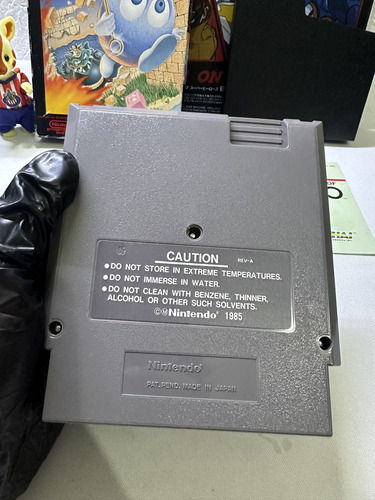 ON
CAUTION
REV-A
● DO NOT STORE IN EXTREME TEMPERATURES.
● DO NOT IMMERSE IN WATER.
● DO NOT CLEAN WITH BENZENE, THINNER,
ALCOHOL OR OTHER SUCH SOLVENTS.
©ⓂNintendo® 1985
Nintendo®
PAT. PEND. MADE IN JAPAN